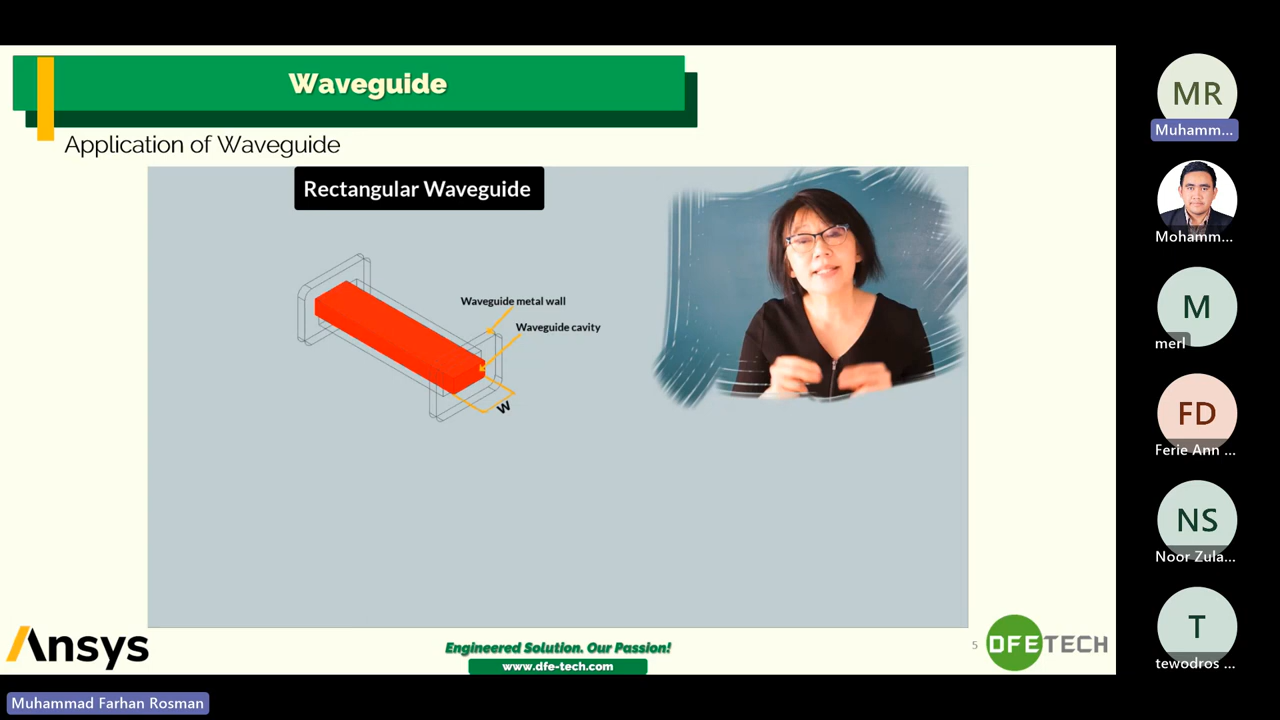 Waveguide
Application of Waveguide
Rectangular Waveguide
Waveguide metal wall
Waveguide cavity
W
Ansys
Engineered Solution. Our Passion!
www.dfe-tech.com
5
DFETECH
MR
Muhamm...
Mohamm...
M
merl
FD
Ferie Ann ...
NS
Noor Zula...
T
tewodros ...
Muhammad Farhan Rosman